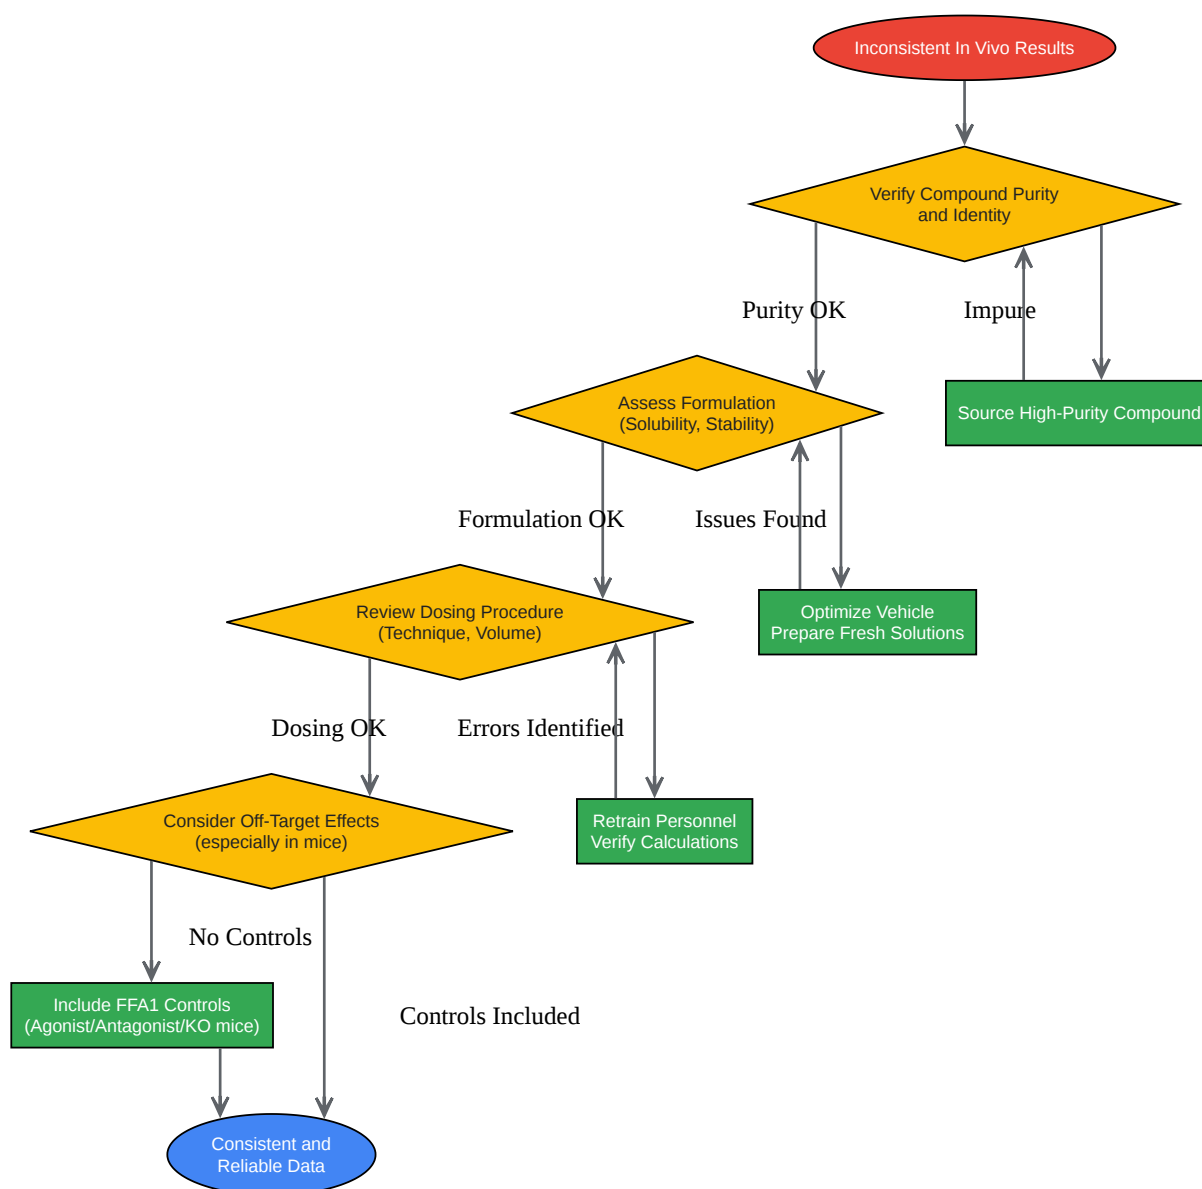 Inconsistent In Vivo Results
Verify Compound Purity
and Identity
Purity OK
Impure
Assess Formulation
(Solubility, Stability)
Source High-Purity Compound
Formulation OK
Issues Found
Review Dosing Procedure
(Technique, Volume)
Optimize Vehicle
Prepare Fresh Solutions
Dosing OK
Errors Identified
Consider Off-Target Effects
(especially in mice)
Retrain Personnel
Verify Calculations
No Controls
Include FFA1 Controls
(Agonist/Antagonist/KO mice)
Controls Included
Consistent and
Reliable Data